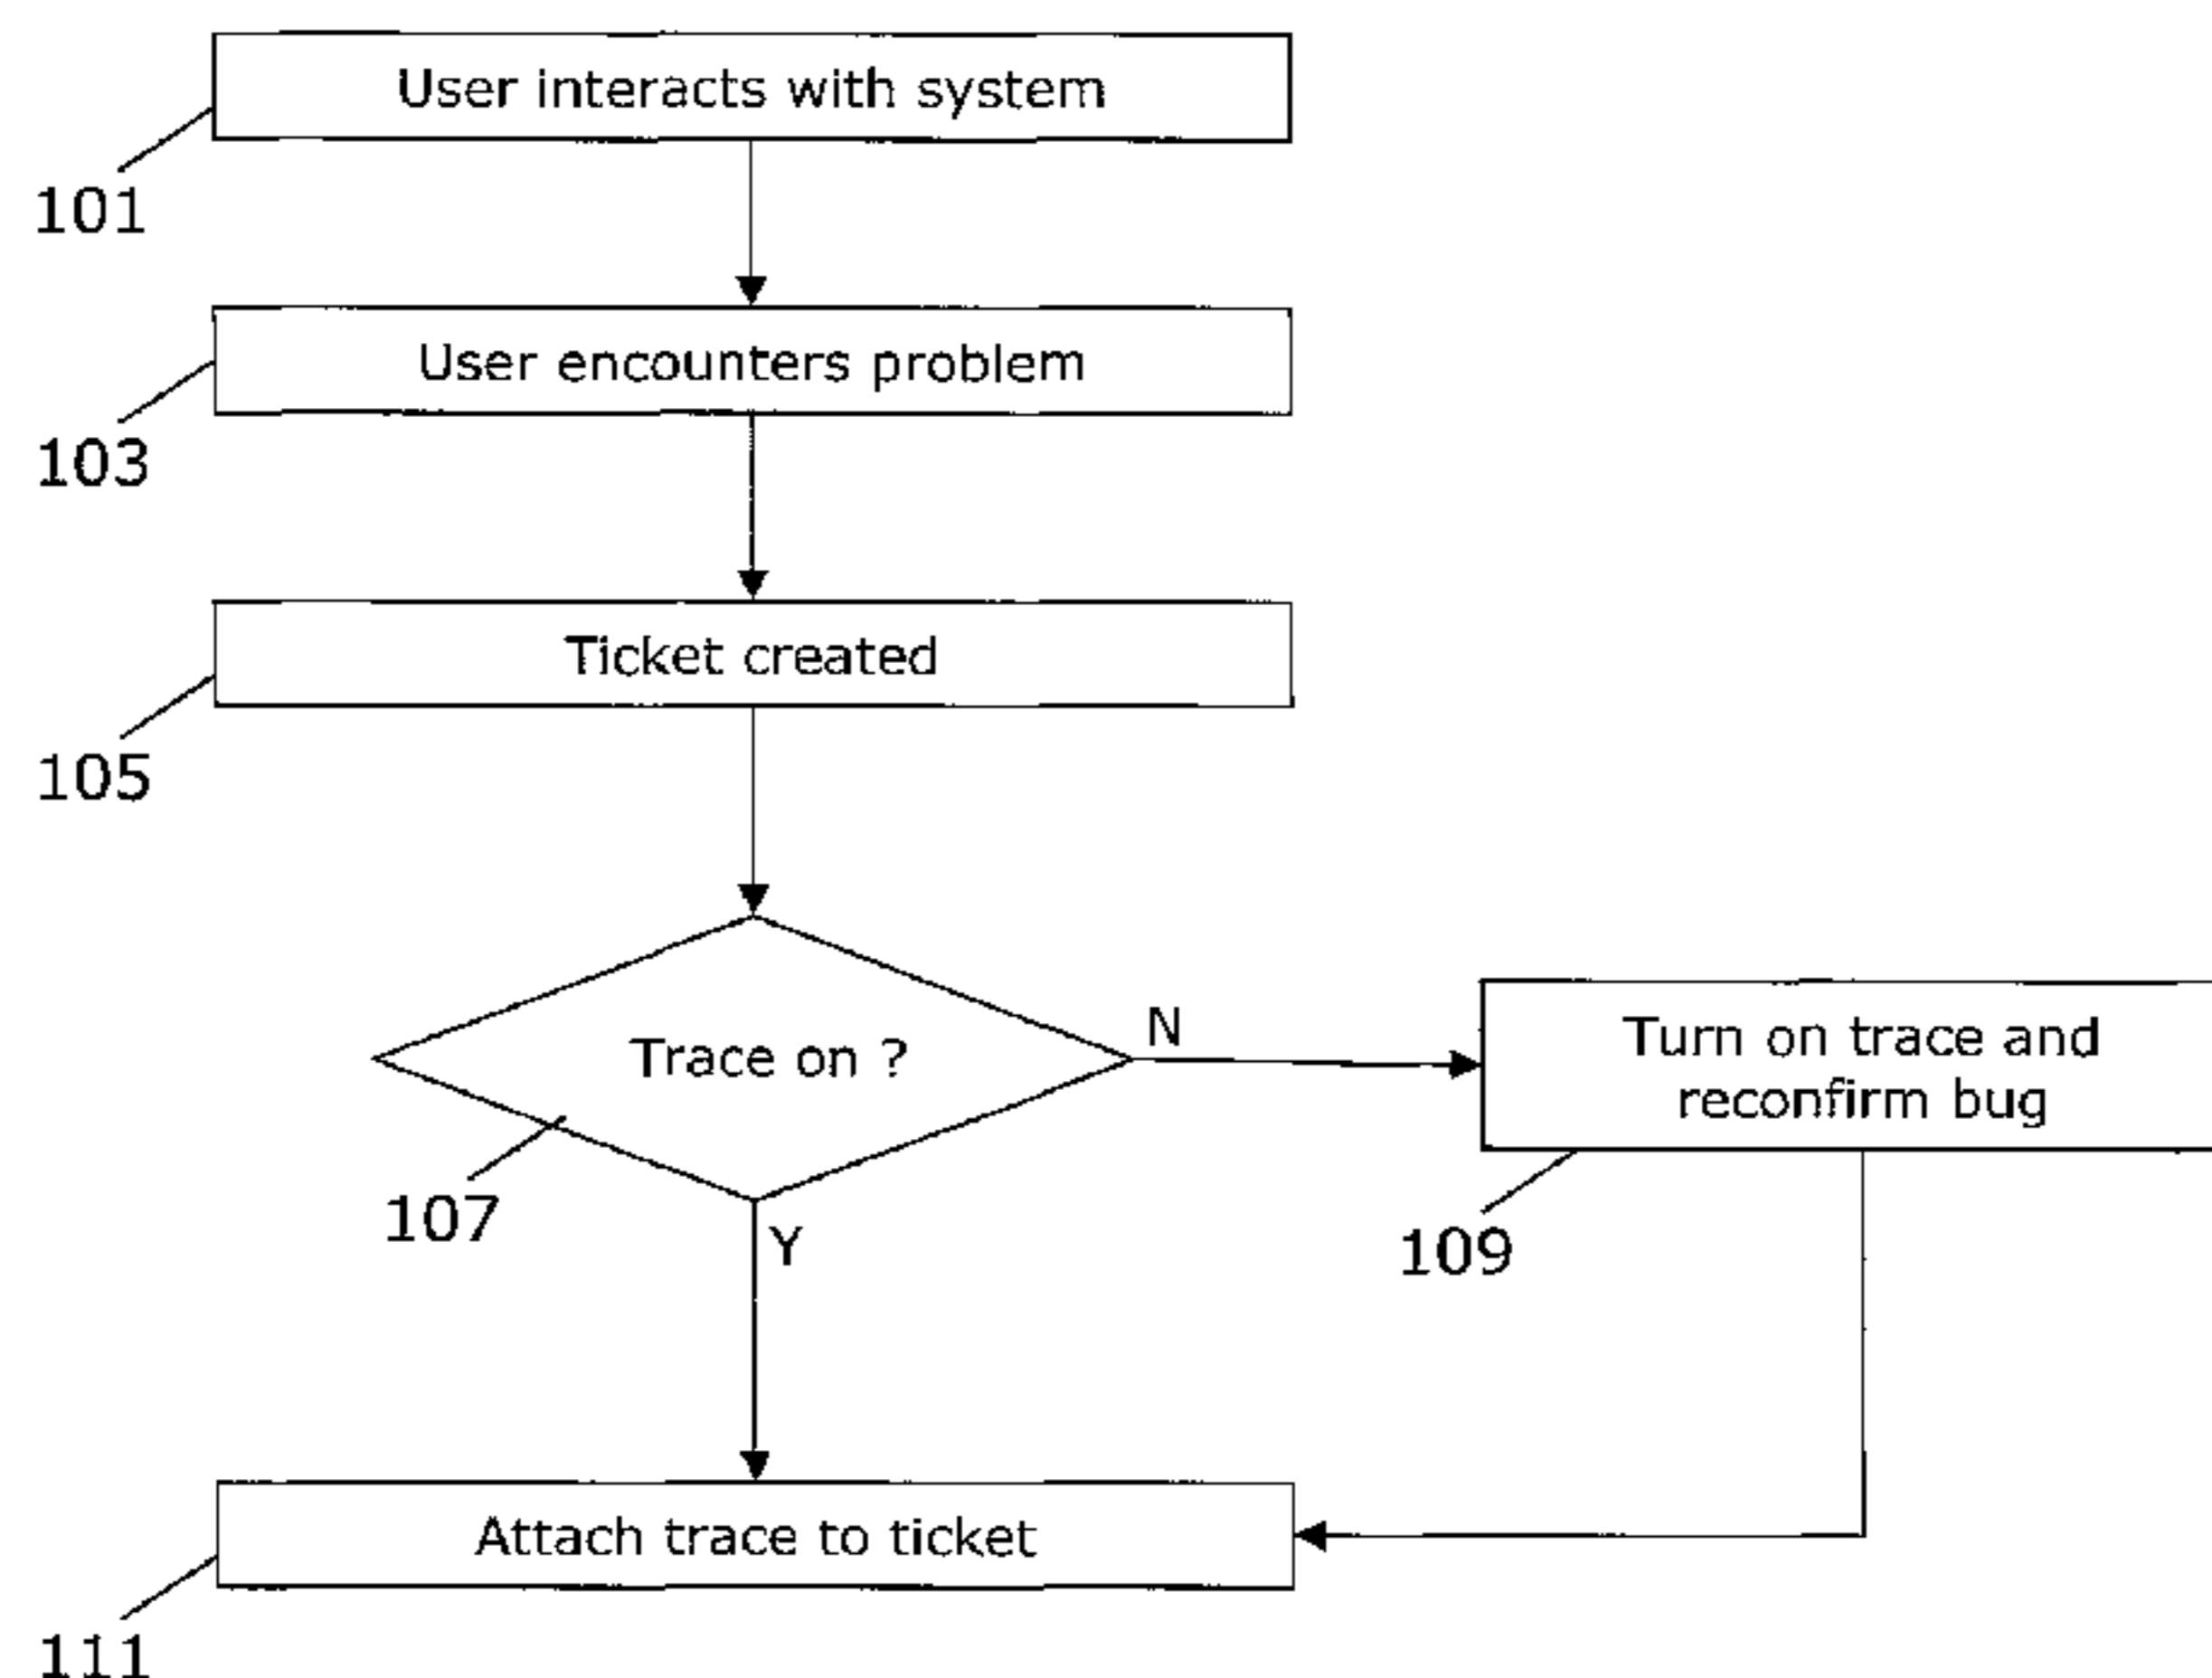 User interacts with system
101
User encounters problem
103
Ticket created
105
Trace on ?
N
Turn on trace and
reconfirm bug
107
Y
109
Attach trace to ticket
111